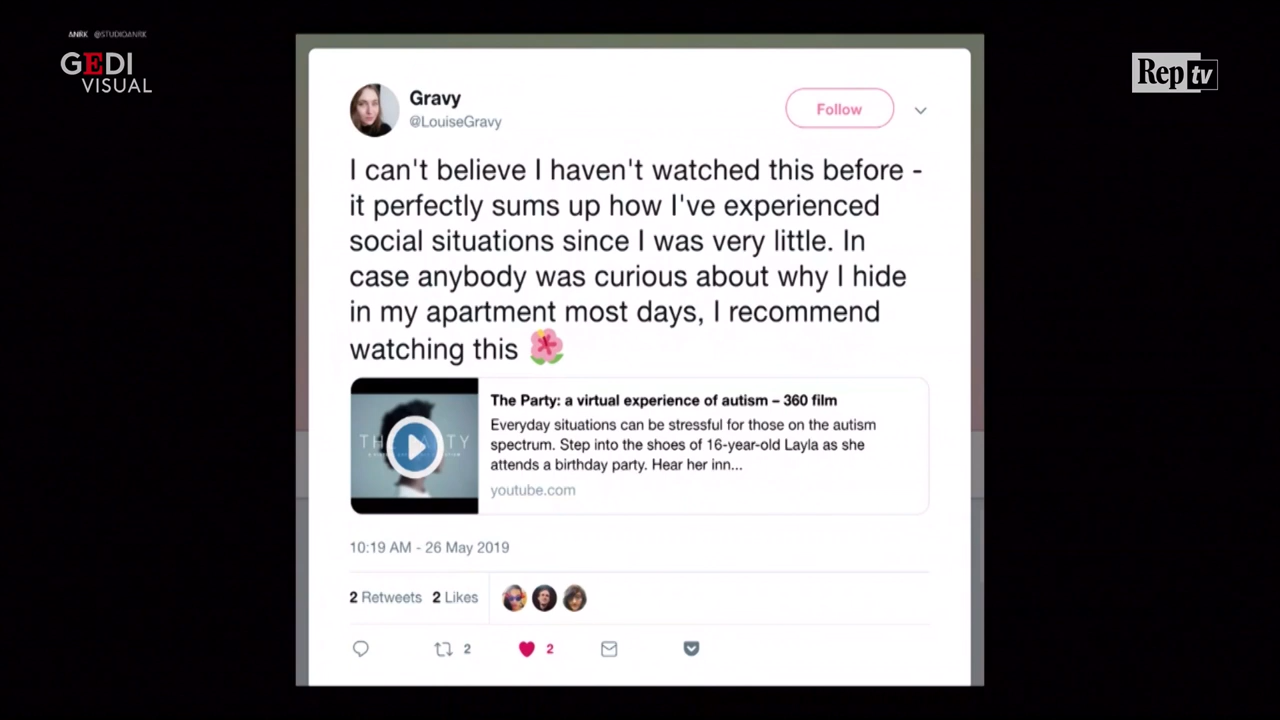 ANRK @STUDIOANRK
GEDI
VISUAL
Rep tv
Gravy
@LouiseGravy
Follow
I can't believe I haven't watched this before -
it perfectly sums up how I've experienced
social situations since I was very little. In
case anybody was curious about why I hide
in my apartment most days, I recommend
watching this
The Party: a virtual experience of autism – 360 film
Everyday situations can be stressful for those on the autism
spectrum. Step into the shoes of 16-year-old Layla as she
attends a birthday party. Hear her inn...
youtube.com
10:19 AM - 26 May 2019
2 Retweets 2 Likes
2
2